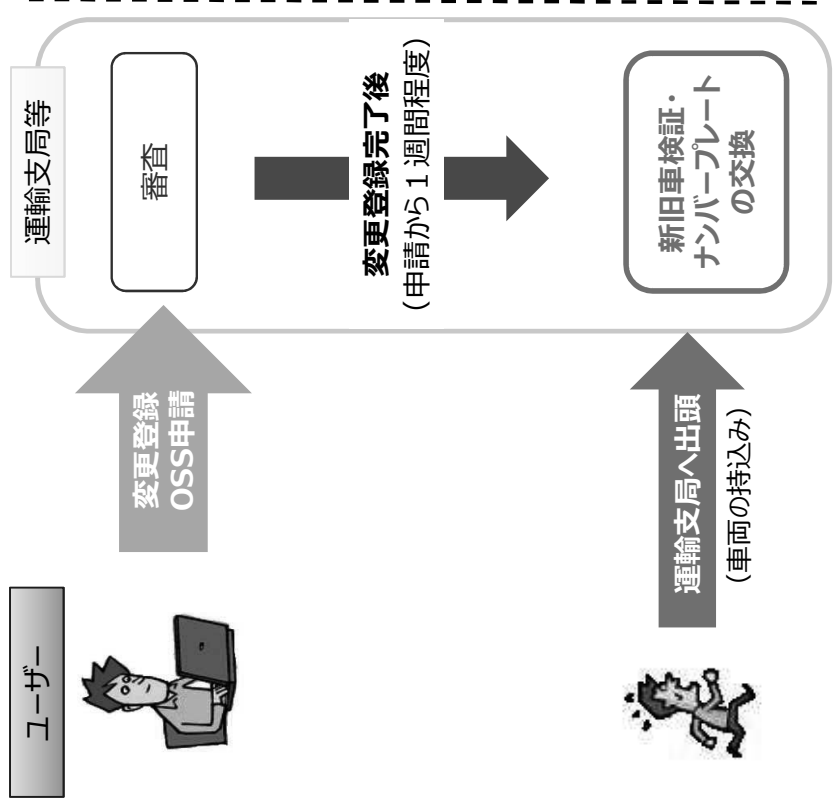 ユーザー
変更登録
OSS申請
運輸支局等
審査
変更登録完了後
（申請から１週間程度）
運輸支局へ出頭
（車両の持込み）
新旧車検証・
ナンバープレート
の交換